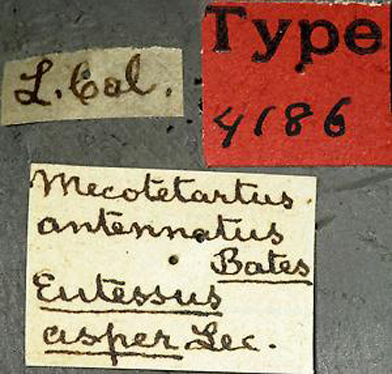 L. Cal.
Type
4186
Mecotetartus
antennatus
Bates
Eutessus
asper Lec.